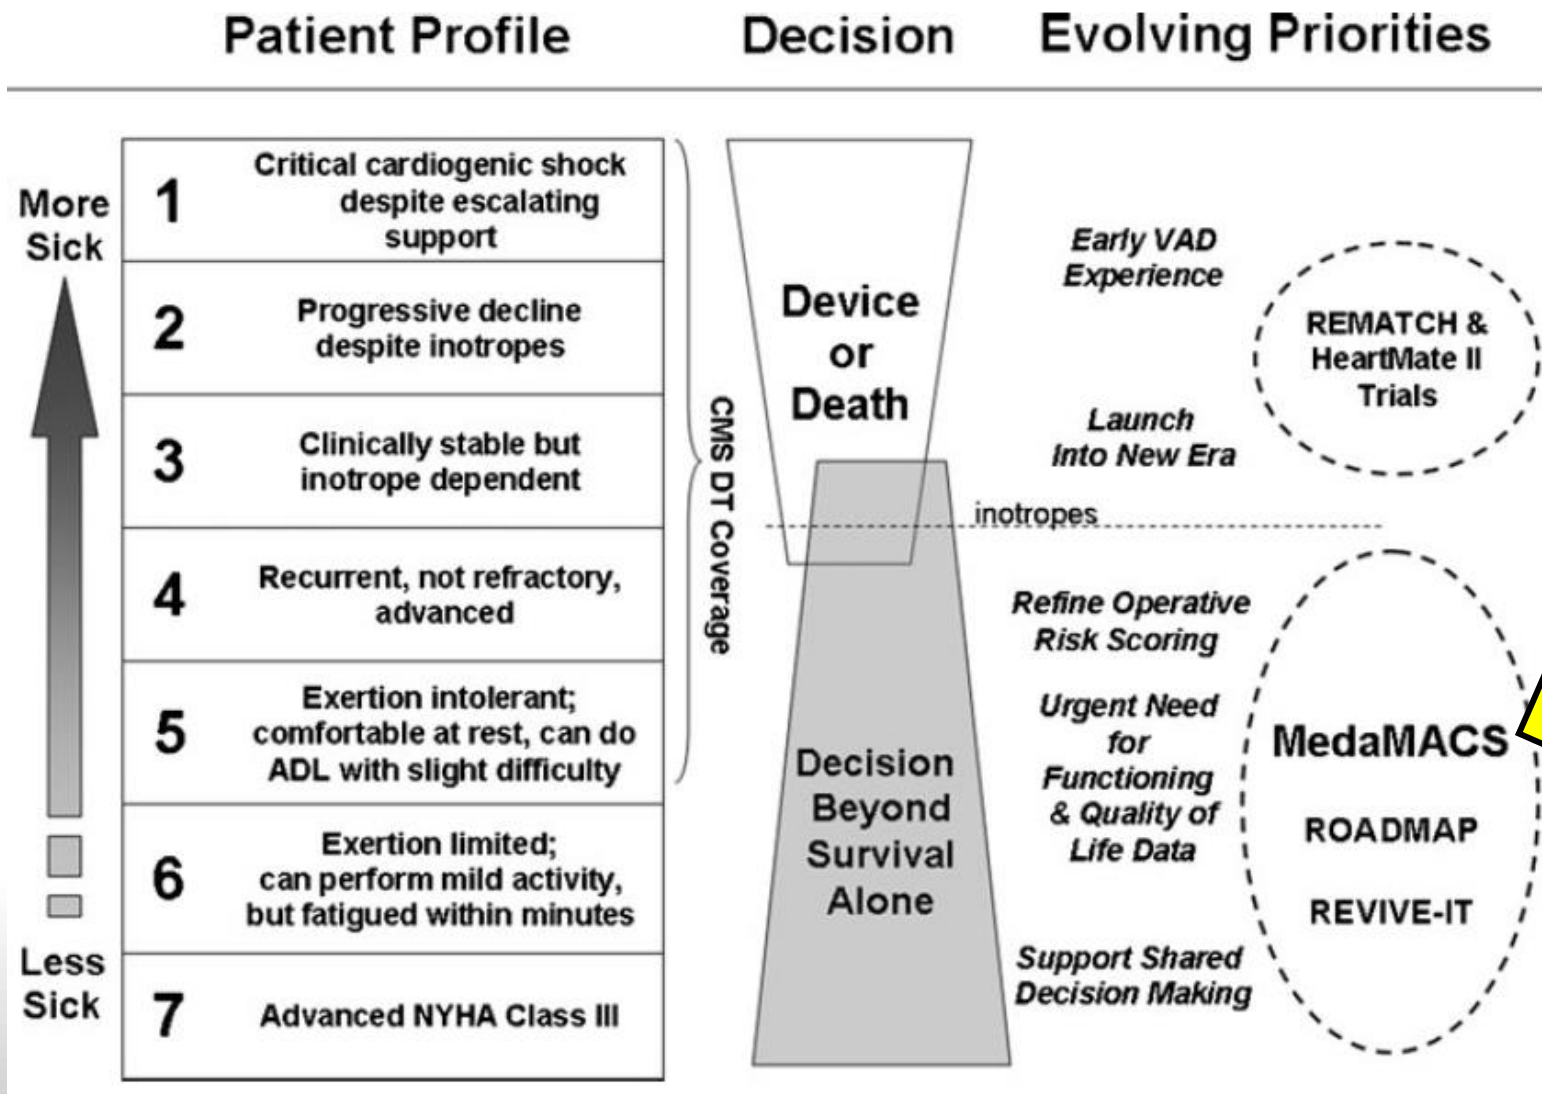 Patient Profile
Decision
Evolving Priorities
More
Sick
Less
Sick
1
Critical cardiogenic shock
despite escalating
support
2
Progressive decline
despite inotropes
3
Clinically stable but
inotrope dependent
4
Recurrent, not refractory,
advanced
5
Exertion intolerant;
comfortable at rest, can do
ADL with slight difficulty
6
Exertion limited;
can perform mild activity,
but fatigued within minutes
7
Advanced NYHA Class III
CMS DT Coverage
Device
or
Death
Decision
Beyond
Survival
Alone
Early VAD
Experience
Launch
Into New Era
inotropes
Refine Operative
Risk Scoring
Urgent Need
for
Functioning
& Quality of
Life Data
Support Shared
Decision Making
REMATCH &
HeartMate II
Trials
MedaMACS
ROADMAP
REVIVE-IT